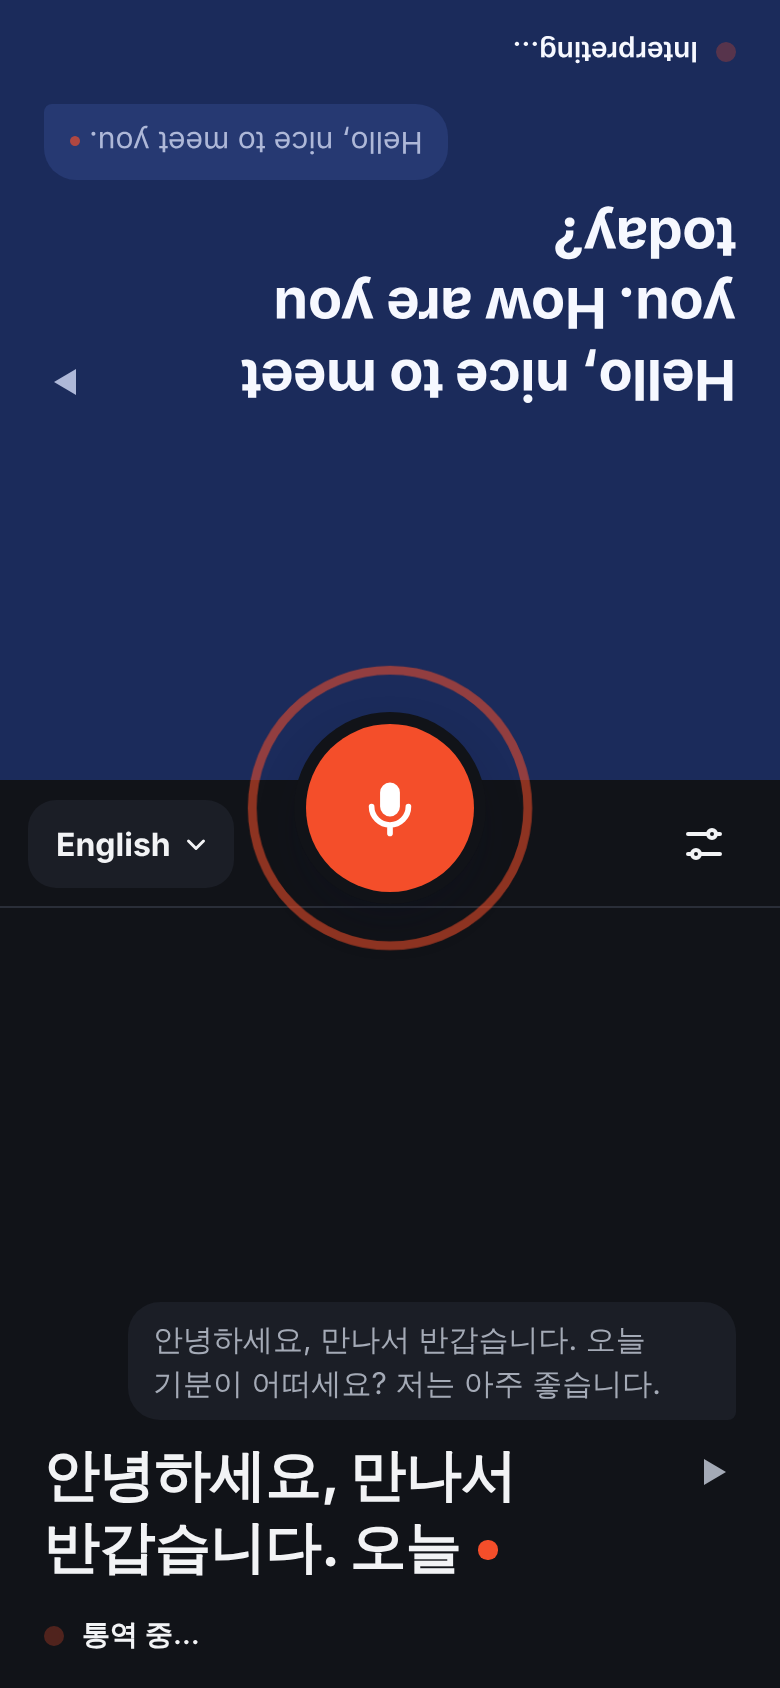 Interpreting...
Hello, nice to meet you.
Hello, nice to meet
you. How are you
today?
English
안녕하세요, 만나서 반갑습니다. 오늘
기분이 어떠세요? 저는 아주 좋습니다.
안녕하세요, 만나서
반갑습니다. 오늘
통역 중...